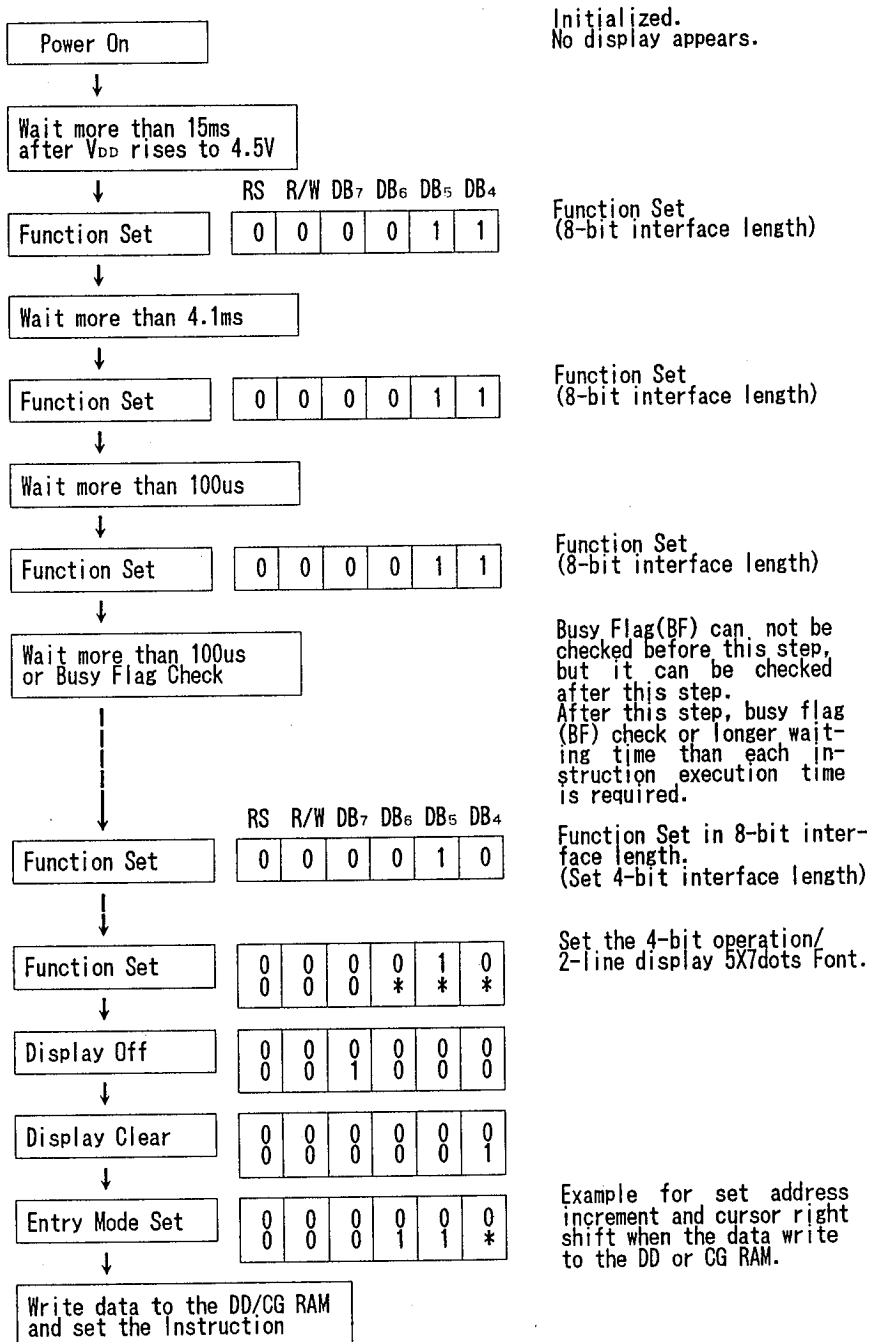 Power On
Initialized.
No display appears.
Wait more than 15ms
after VDD rises to 4.5V
RS R/W DB7 DB6 DB5 DB4
Function Set
0 0 0 0 1 1
Function Set
(8-bit interface length)
Wait more than 4.1ms
Function Set
0 0 0 0 1 1
Function Set
(8-bit interface length)
Wait more than 100us
Function Set
0 0 0 0 1 1
Function Set
(8-bit interface length)
Wait more than 100us
or Busy Flag Check
Busy Flag(BF) can not be
checked before this step,
but it can be checked
after this step.
After this step, busy flag
(BF) check or longer wait-
ing time than each in-
struction execution time
is required.
RS R/W DB7 DB6 DB5 DB4
Function Set
0 0 0 0 1 0
Function Set in 8-bit inter-
face length.
(Set 4-bit interface length)
Function Set
0 0 0 0 1 0
0 0 0 * * *
Set the 4-bit operation/
2-line display 5X7dots Font.
Display Off
0 0 0 0 0 0
0 0 1 0 0 0
Display Clear
0 0 0 0 0 0
0 0 0 0 0 1
Entry Mode Set
0 0 0 0 0 0
0 0 0 1 1 *
Example for set address
increment and cursor right
shift when the data write
to the DD or CG RAM.
Write data to the DD/CG RAM
and set the Instruction